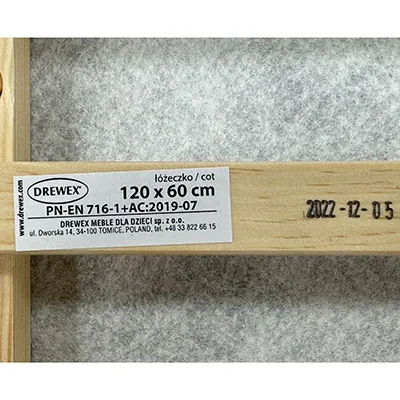 www.drewex.com
DREWEX®
łóżeczko / cot
120 x 60 cm
PN-EN 716-1+AC:2019-07
DREWEX MEBLE DLA DZIECI sp. z o.o.
ul. Dworska 14, 34-100 TOMICE, POLAND, tel. +48 33 822 66 15
2022-12-05